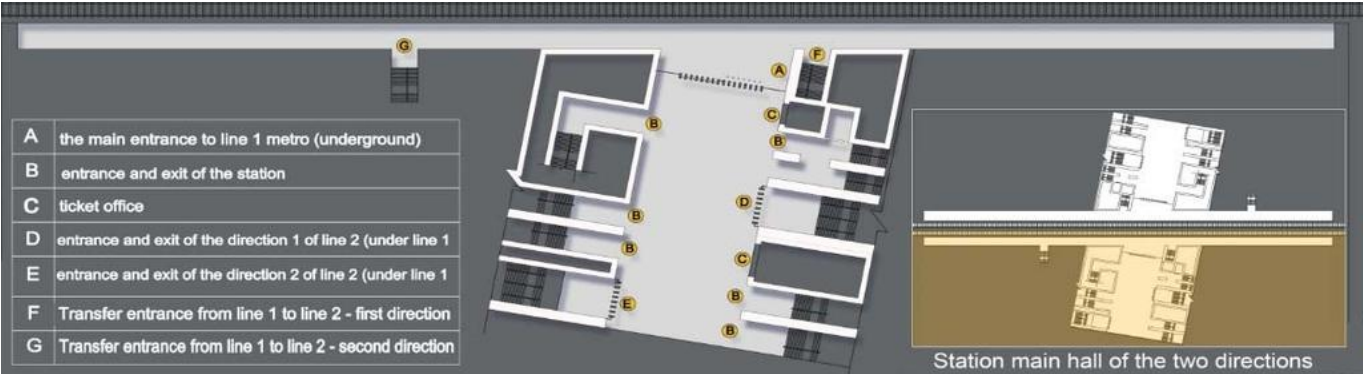 G
F
A
C
B
B
D
B
B
C
E
B
B
A the main entrance to line 1 metro (underground)
B entrance and exit of the station
C ticket office
D entrance and exit of the direction 1 of line 2 (under line 1
E entrance and exit of the direction 2 of line 2 (under line 1
F Transfer entrance from line 1 to line 2 - first direction
G Transfer entrance from line 1 to line 2 - second direction
Station main hall of the two directions